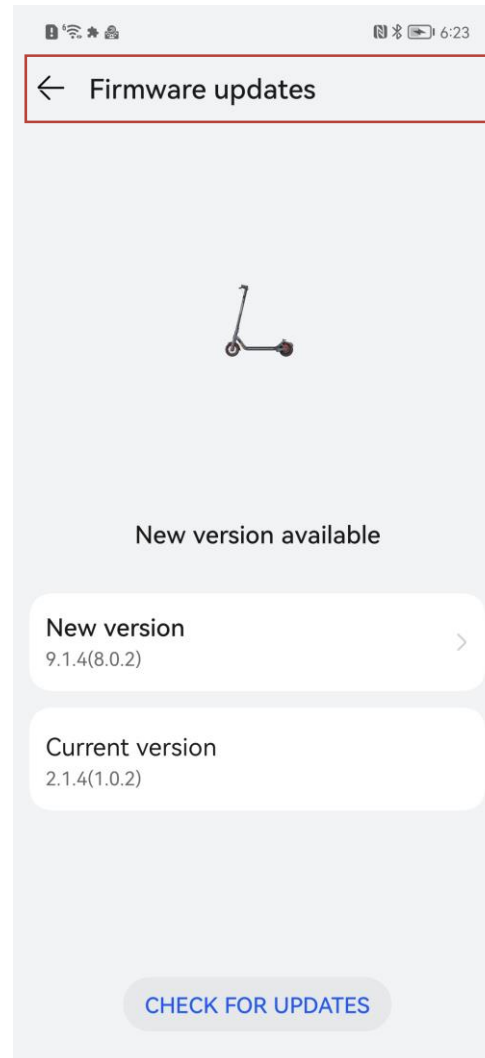 6:23
Firmware updates
New version available
New version
9.1.4(8.0.2)
Current version
2.1.4(1.0.2)
CHECK FOR UPDATES